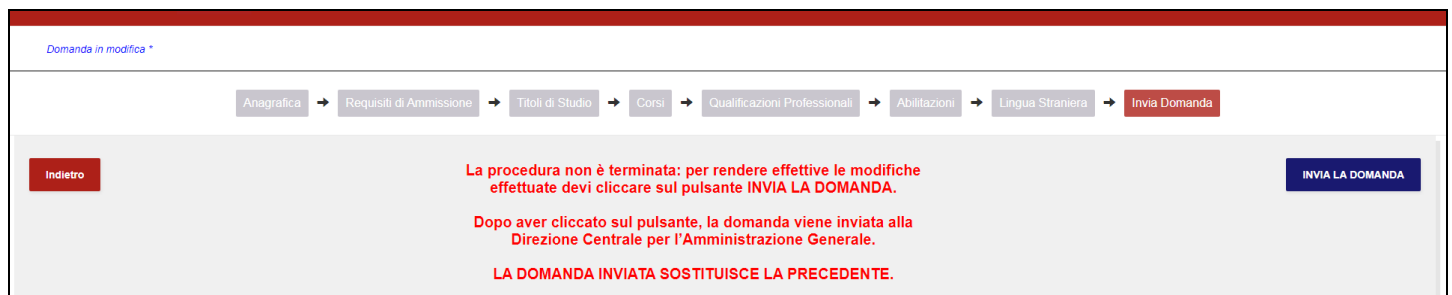 Domanda in modifica *
Anagrafica → Requisiti di Ammissione → Titoli di Studio → Corsi → Qualificazioni Professionali → Abilitazioni → Lingua Straniera → Invia Domanda
Indietro
La procedura non è terminata: per rendere effettive le modifiche
effettuate devi cliccare sul pulsante INVIA LA DOMANDA.
INVIA LA DOMANDA
Dopo aver cliccato sul pulsante, la domanda viene inviata alla
Direzione Centrale per l’Amministrazione Generale.
LA DOMANDA INVIATA SOSTITUISCE LA PRECEDENTE.